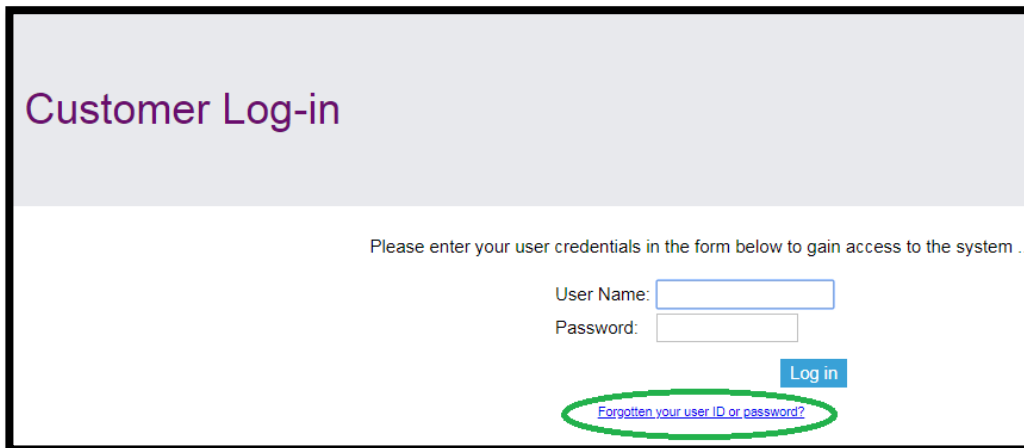 Customer Log-in
Please enter your user credentials in the form below to gain access to the system ..
User Name:
Password:
Log in
Forgotten your user ID or password?